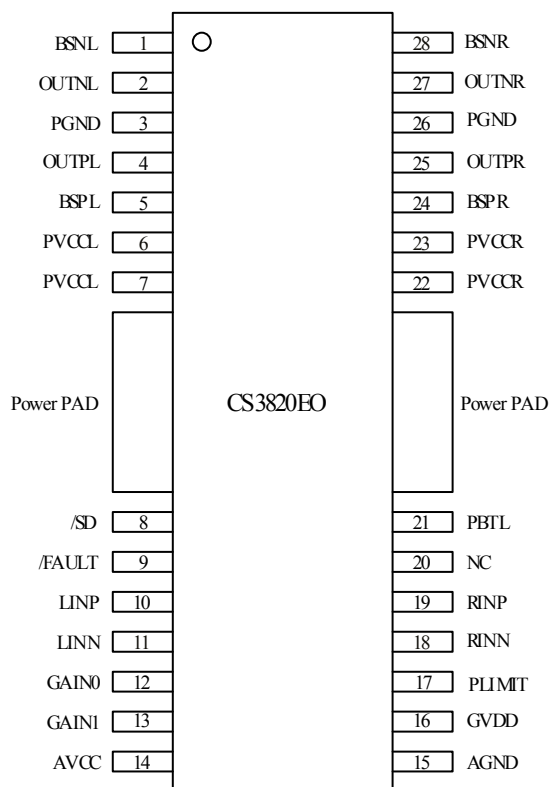 BSNL 1 28 BSNR
OUTNL 2 27 OUTNR
PGND 3 26 PGND
OUTPL 4 25 OUTPR
BSPL 5 24 BSPR
PVCCL 6 23 PVCCR
PVCCL 7 22 PVCCR
Power PAD CS3820EO Power PAD
/SD 8 21 PBTL
/FAULT 9 20 NC
LINP 10 19 RINP
LINN 11 18 RINN
GAIN0 12 17 PLIMIT
GAIN1 13 16 GVDD
AVCC 14 15 AGND